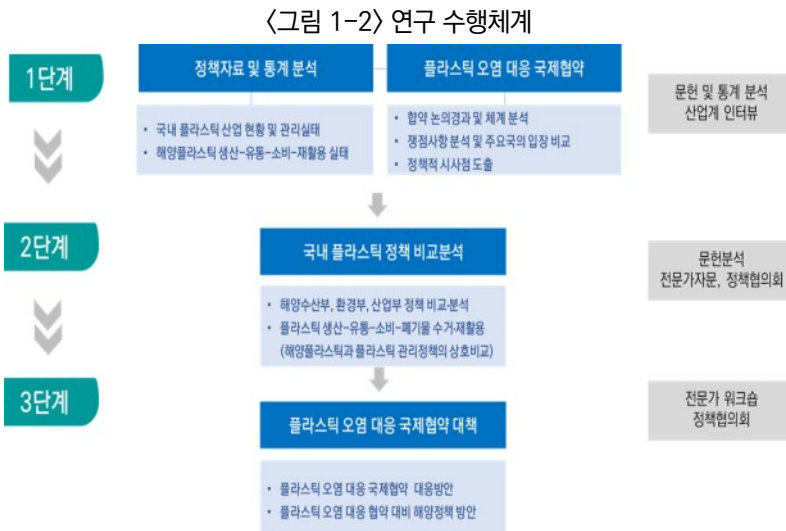 <그림 1-2> 연구 수행체계
1단계
정책자료 및 통계 분석
• 국내 플라스틱 산업 현황 및 관리실태
• 해양플라스틱 생산-유통-소비-재활용 실태
플라스틱 오염 대응 국제협약
• 협약 논의경과 및 체계 분석
• 쟁점사항 분석 및 주요국의 입장 비교
• 정책적 시사점 도출
문헌 및 통계 분석
산업계 인터뷰
2단계
국내 플라스틱 정책 비교분석
• 해양수산부, 환경부, 산업부 정책 비교·분석
• 플라스틱 생산-유통-소비-폐기물 수거·재활용
(해양플라스틱과 플라스틱 관리정책의 상호비교)
문헌분석
전문가자문, 정책협의회
3단계
플라스틱 오염 대응 국제협약 대책
• 플라스틱 오염 대응 국제협약 대응방안
• 플라스틱 오염 대응 협약 대비 해양정책 방안
전문가 워크숍
정책협의회